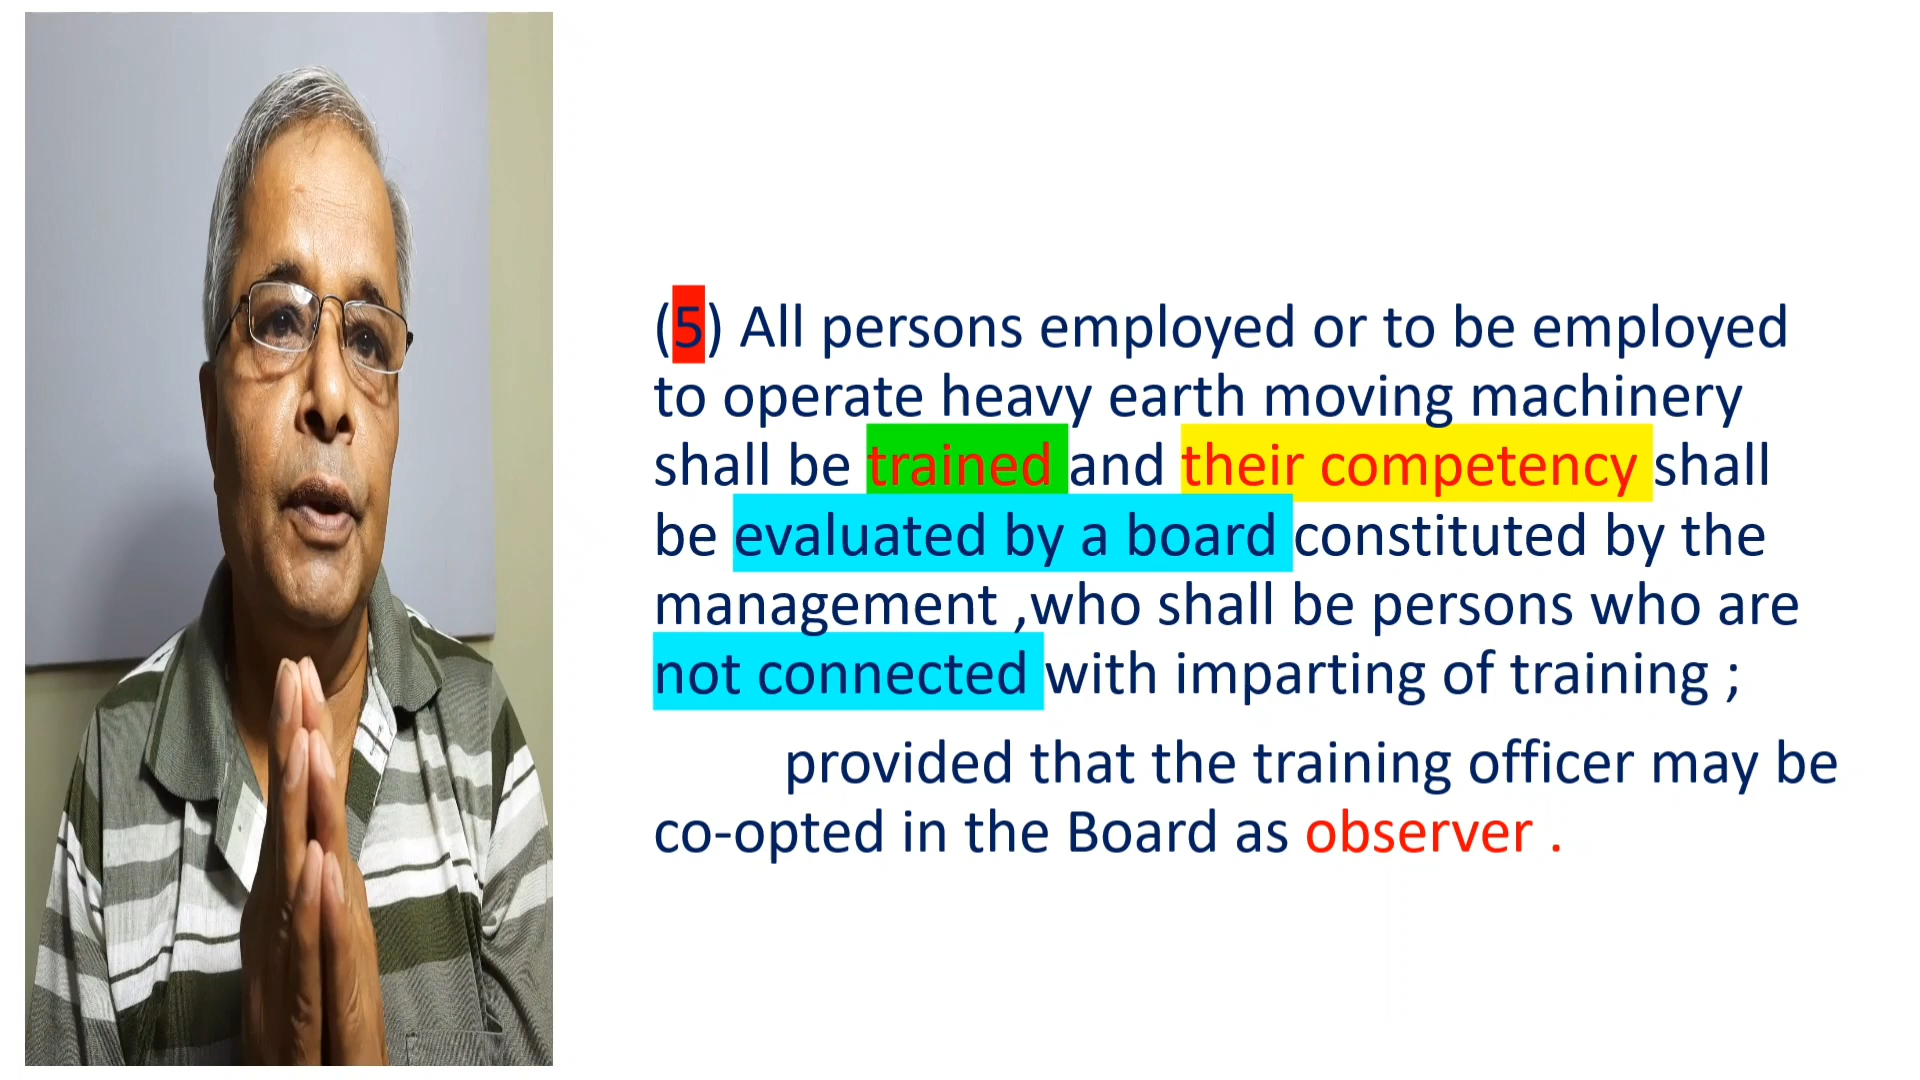 (5) All persons employed or to be employed
to operate heavy earth moving machinery
shall be trained and their competency shall
be evaluated by a board constituted by the
management ,who shall be persons who are
not connected with imparting of training ;
provided that the training officer may be
co-opted in the Board as observer .